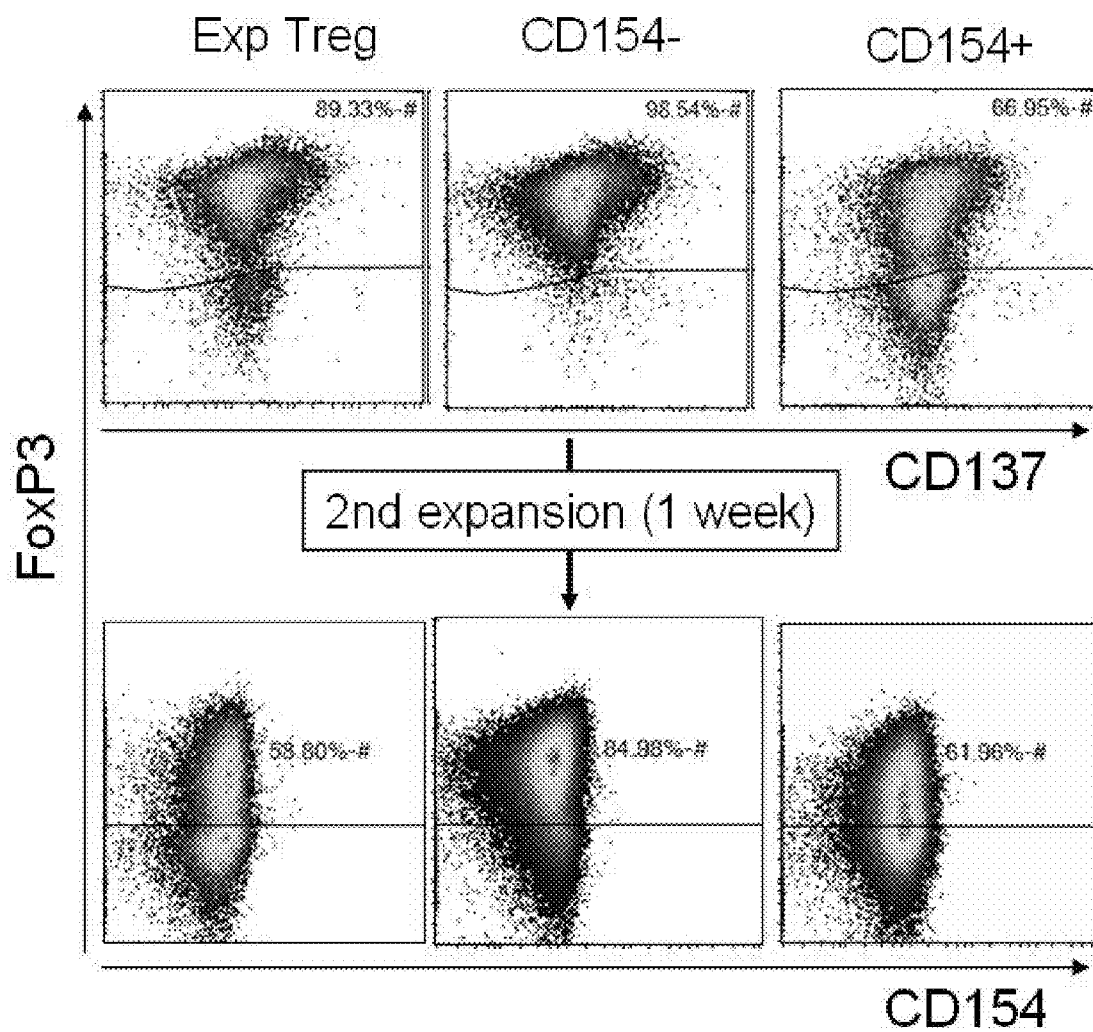 Exp Treg
CD154-
CD154+
89.33%-#
98.54%-#
66.95%-#
FoxP3
CD137
2nd expansion (1 week)
58.80%-#
84.98%-#
61.96%-#
CD154